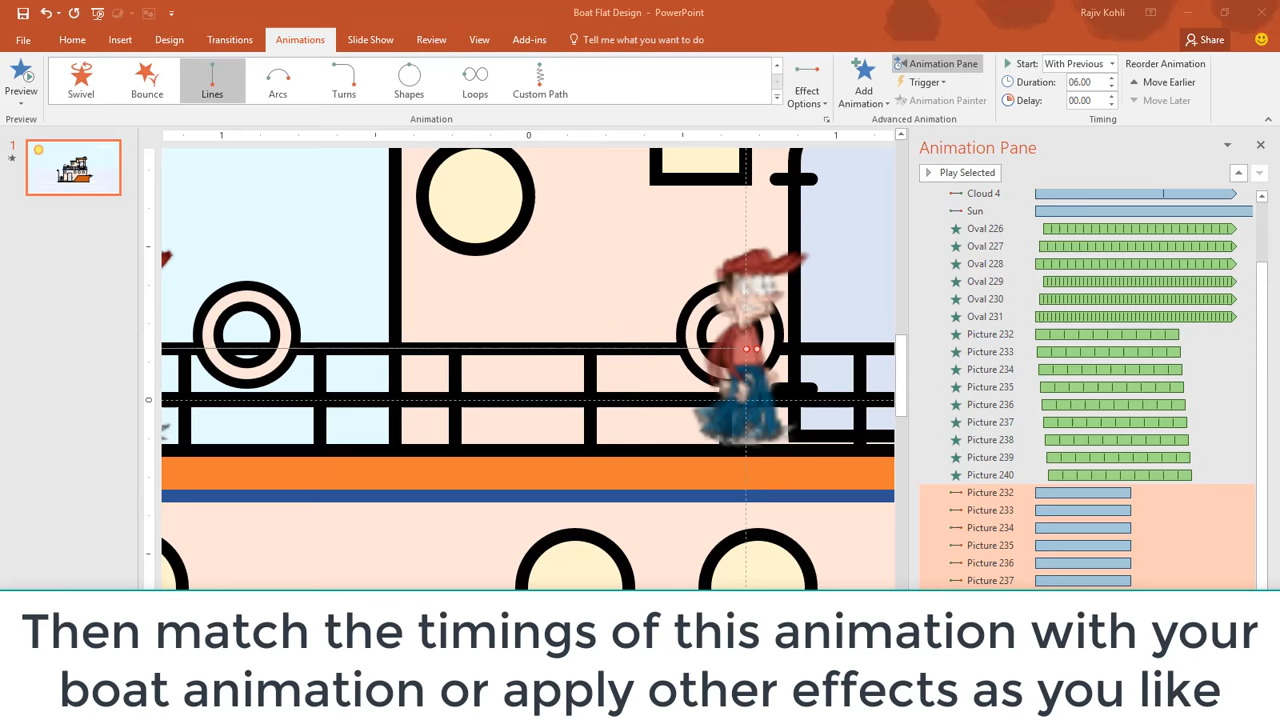 Boat Flat Design - PowerPoint
Rajiv Kohli
File Home Insert Design Transitions Animations Slide Show Review View Add-ins Tell me what you want to do Share
Preview Swivel Bounce Lines Arcs Turns Shapes Loops Custom Path Effect Options Add Animation Animation Pane Trigger Animation Painter Start: With Previous Duration: 06.00 Delay: 00.00 Reorder Animation Move Earlier Move Later
Preview Animation Advanced Animation Timing
1 0 1
1
0
Animation Pane
Play Selected
Cloud 4
Sun
Oval 226
Oval 227
Oval 228
Oval 229
Oval 230
Oval 231
Picture 232
Picture 233
Picture 234
Picture 235
Picture 236
Picture 237
Picture 238
Picture 239
Picture 240
Picture 232
Picture 233
Picture 234
Picture 235
Picture 236
Picture 237
Then match the timings of this animation with your
boat animation or apply other effects as you like